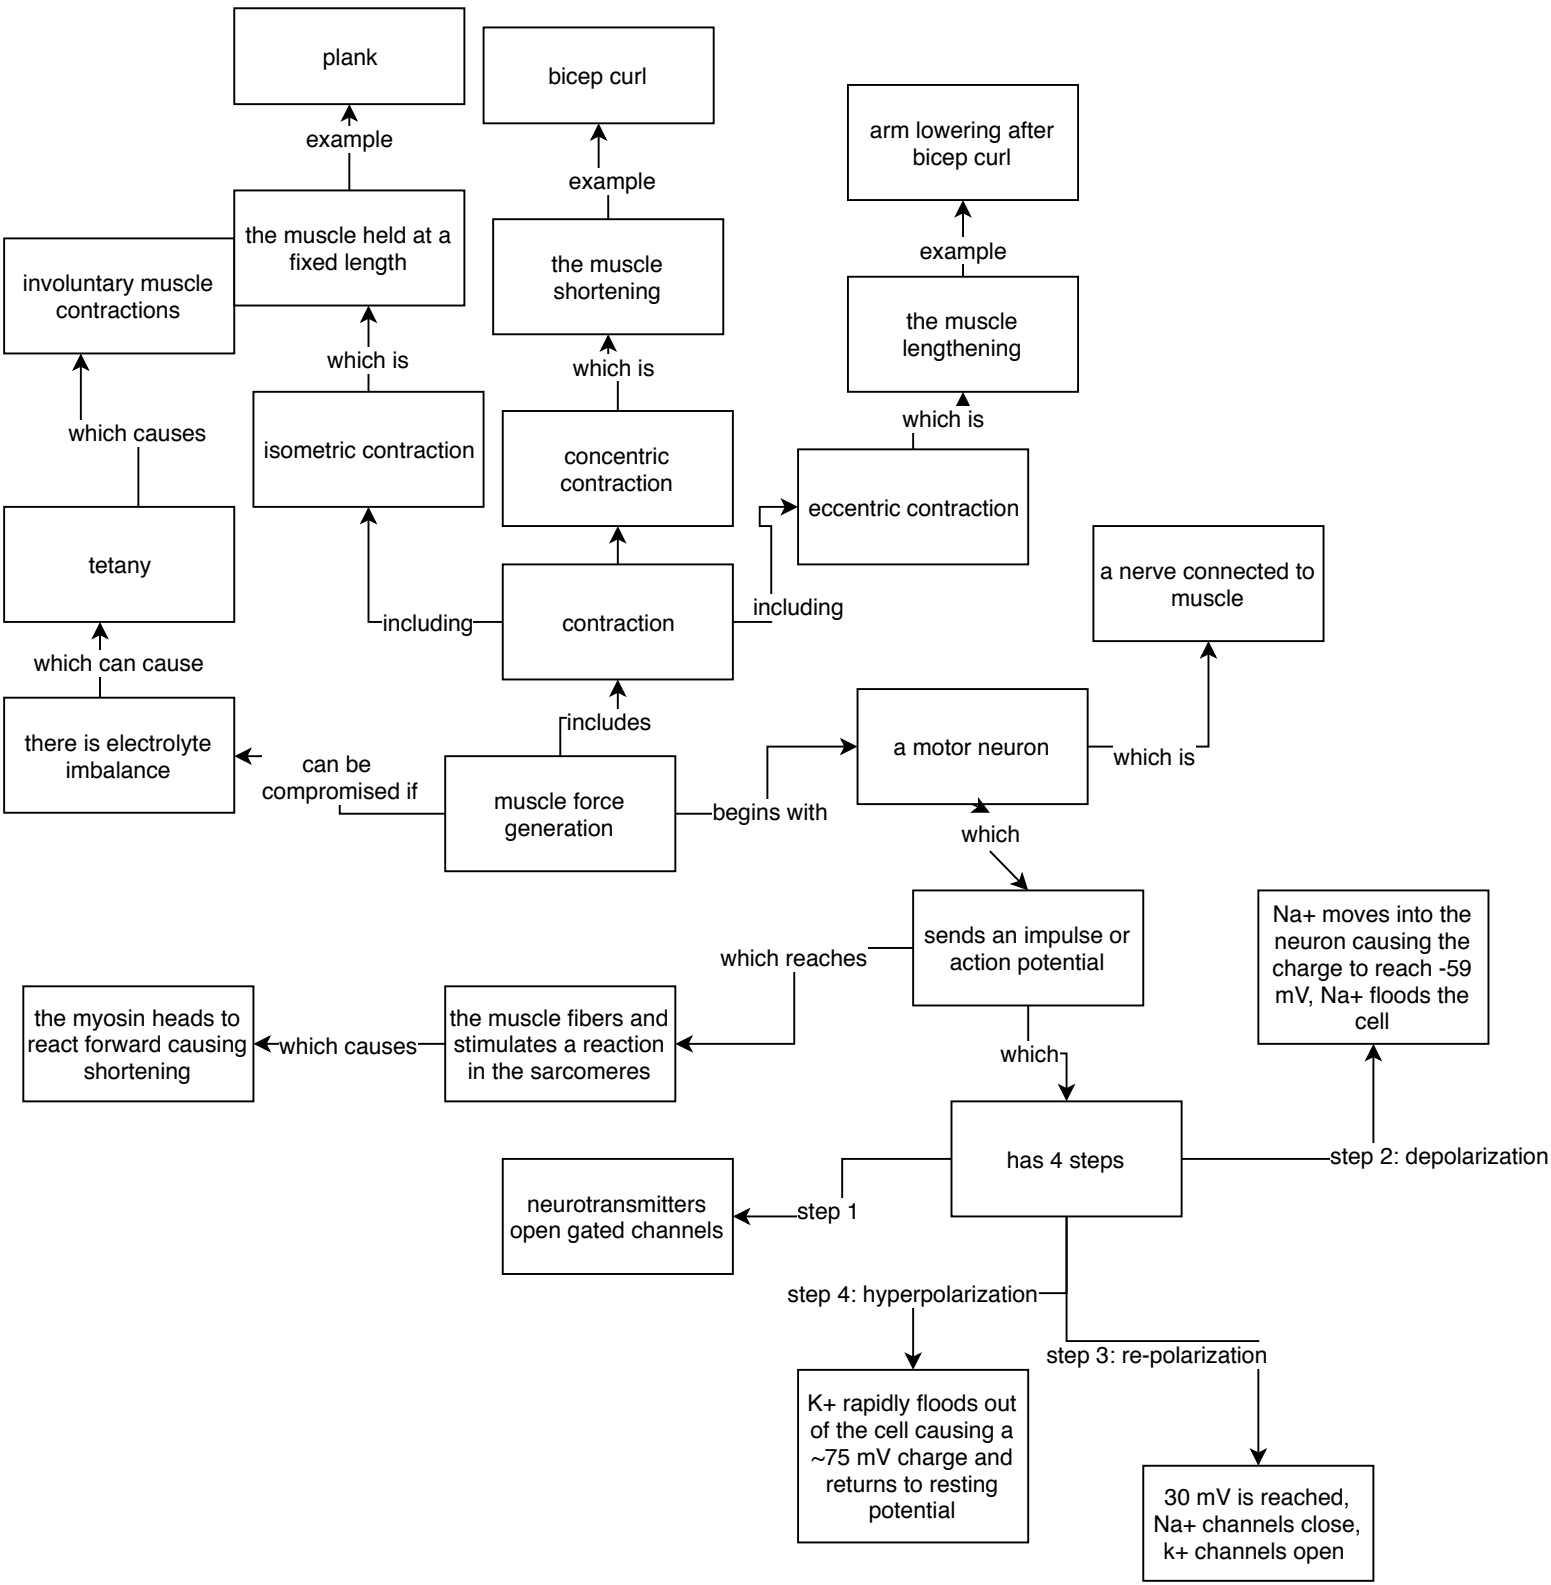 plank
bicep curl
example
arm lowering after
bicep curl
example
the muscle held at a
fixed length
the muscle
shortening
example
involuntary muscle
contractions
the muscle
lengthening
which is
which is
which is
which causes
isometric contraction
concentric
contraction
eccentric contraction
tetany
a nerve connected to
muscle
including
contraction
including
which can cause
includes
there is electrolyte
imbalance
a motor neuron
which is
can be
compromised if
muscle force
generation
begins with
which
sends an impulse or
action potential
Na+ moves into the
neuron causing the
charge to reach -59
mV, Na+ floods the
cell
which reaches
the myosin heads to
react forward causing
shortening
which causes
the muscle fibers and
stimulates a reaction
in the sarcomeres
which
has 4 steps
step 2: depolarization
neurotransmitters
open gated channels
step 1
step 4: hyperpolarization
step 3: re-polarization
K+ rapidly floods out
of the cell causing a
~75 mV charge and
returns to resting
potential
30 mV is reached,
Na+ channels close,
k+ channels open